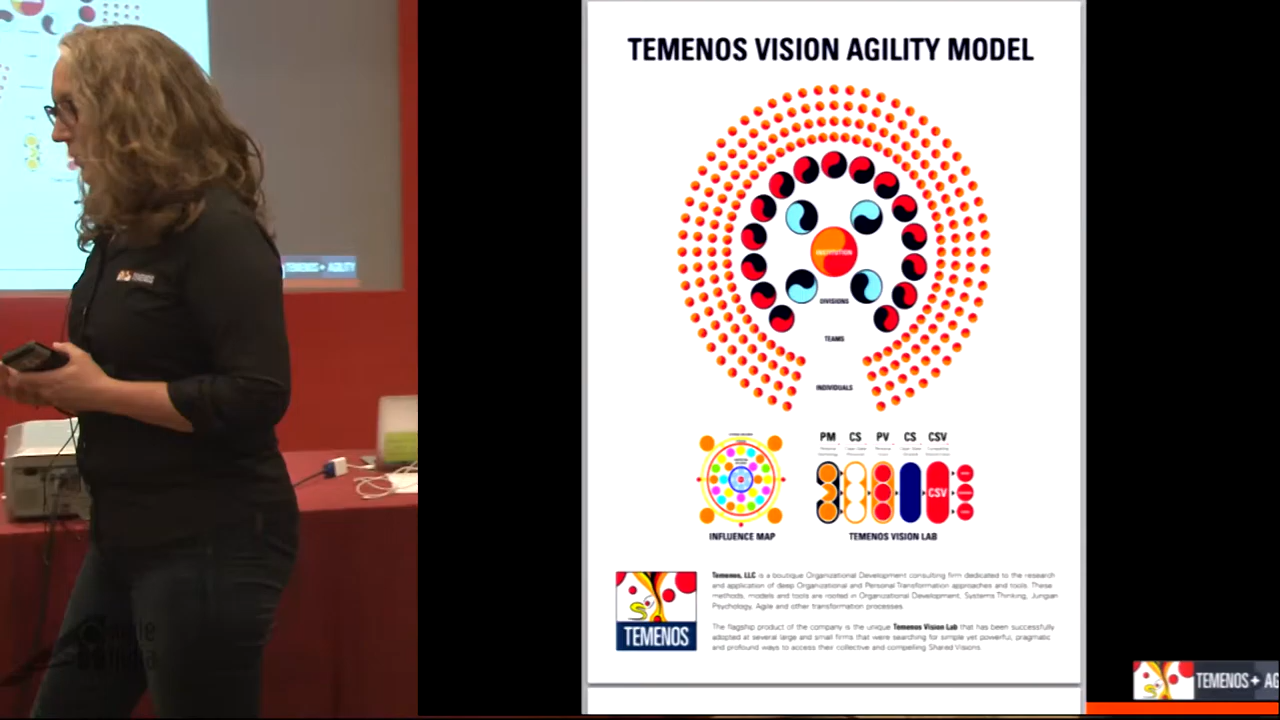 TEMENOS VISION AGILITY MODEL
INSTITUTION
DIVISIONS
TEAMS
INDIVIDUALS
PM CS PV CS CSV
CSV
INFLUENCE MAP
TEMENOS VISION LAB
Temenos, LLC is a boutique Organizational Development consulting firm dedicated to the research
and application of deep Organizational and Personal Transformation approaches and tools. These
methods, models and tools are rooted in Organizational Development, Systems Thinking, Jungian
Psychology, Agile and other transformation processes.
The flagship product of the company is the unique Temenos Vision Lab that has been successfully
adopted at several large and small firms that were searching for simple yet powerful, pragmatic
and profound ways to access their collective and compelling Shared Visions.
TEMENOS
TEMENOS+ AGILITY
TEMENOS
TEMENOS+ AG